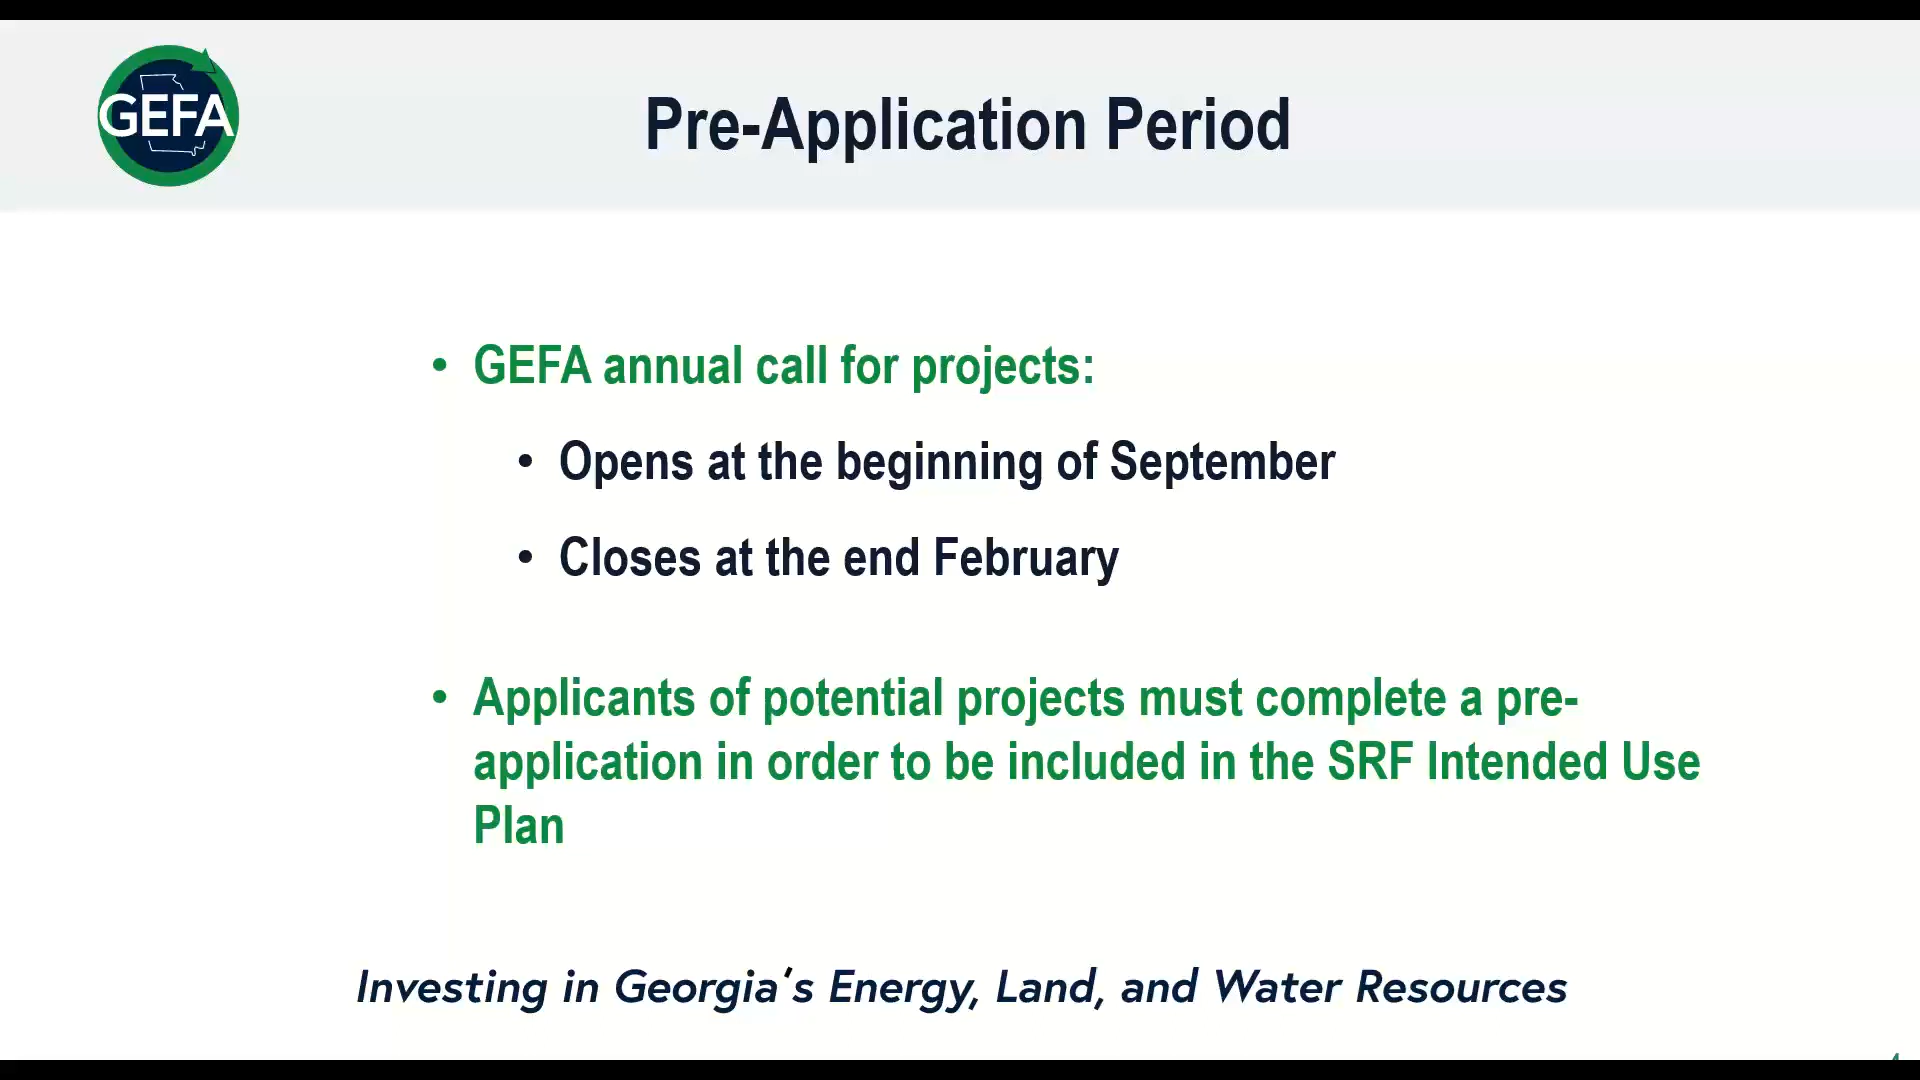 GEFA
Pre-Application Period
• GEFA annual call for projects:
• Opens at the beginning of September
• Closes at the end February
• Applicants of potential projects must complete a pre-
application in order to be included in the SRF Intended Use
Plan
Investing in Georgia's Energy, Land, and Water Resources